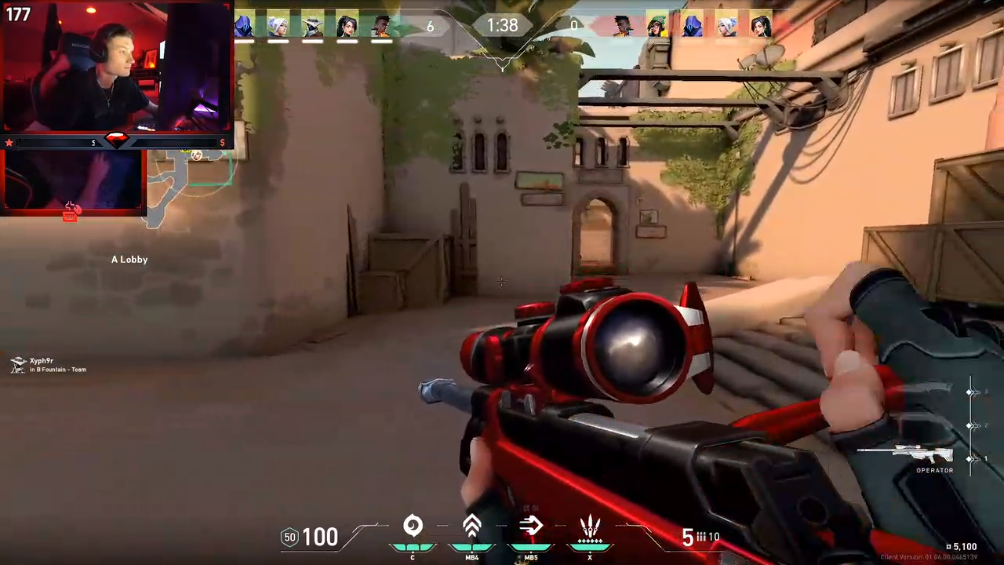 177
6
1:38
0
$
$
A Lobby
Xyph9r
in B Fountain - Team
OPERATOR
50
100
C
MB4
MB5
X
5
10
5,100